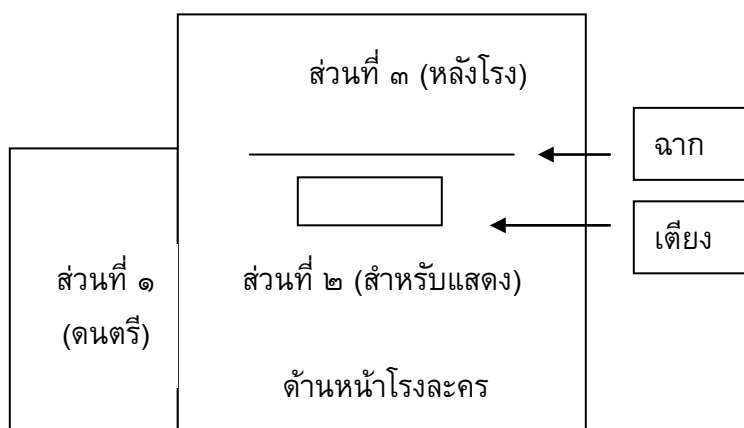 ส่วนที่ ๓ (หลังโรง)
ฉาก
เตียง
ส่วนที่ ๑
(ดนตรี)
ส่วนที่ ๒ (สำหรับแสดง)
ด้านหน้าโรงละคร